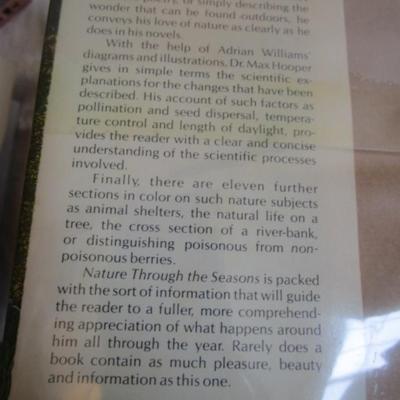 poetry, or simply describing the
wonder that can be found outdoors, he
conveys his love of nature as clearly as he
does in his novels.
With the help of Adrian Williams'
diagrams and illustrations, Dr. Max Hooper
gives in simple terms the scientific ex-
planations for the changes that have been
described. His account of such factors as
pollination and seed dispersal, tempera-
ture control and length of daylight, pro-
vides the reader with a clear and concise
understanding of the scientific processes
involved.
Finally, there are eleven further
sections in color on such nature subjects
as animal shelters, the natural life on a
tree, the cross section of a river-bank,
or distinguishing poisonous from non-
poisonous berries.
Nature Through the Seasons is packed
with the sort of information that will guide
the reader to a fuller, more comprehend-
ing appreciation of what happens around
him all through the year. Rarely does a
book contain as much pleasure, beauty
and information as this one.